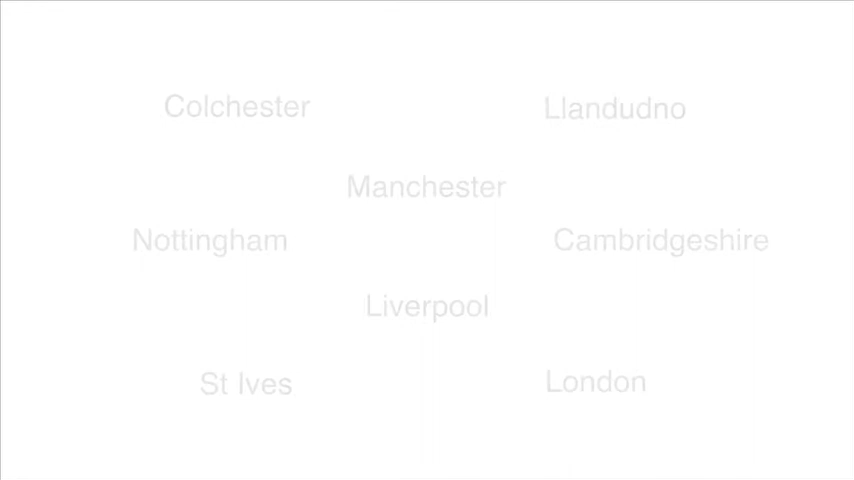 Colchester
Llandudno
Manchester
Nottingham
Cambridgeshire
Liverpool
St Ives
London